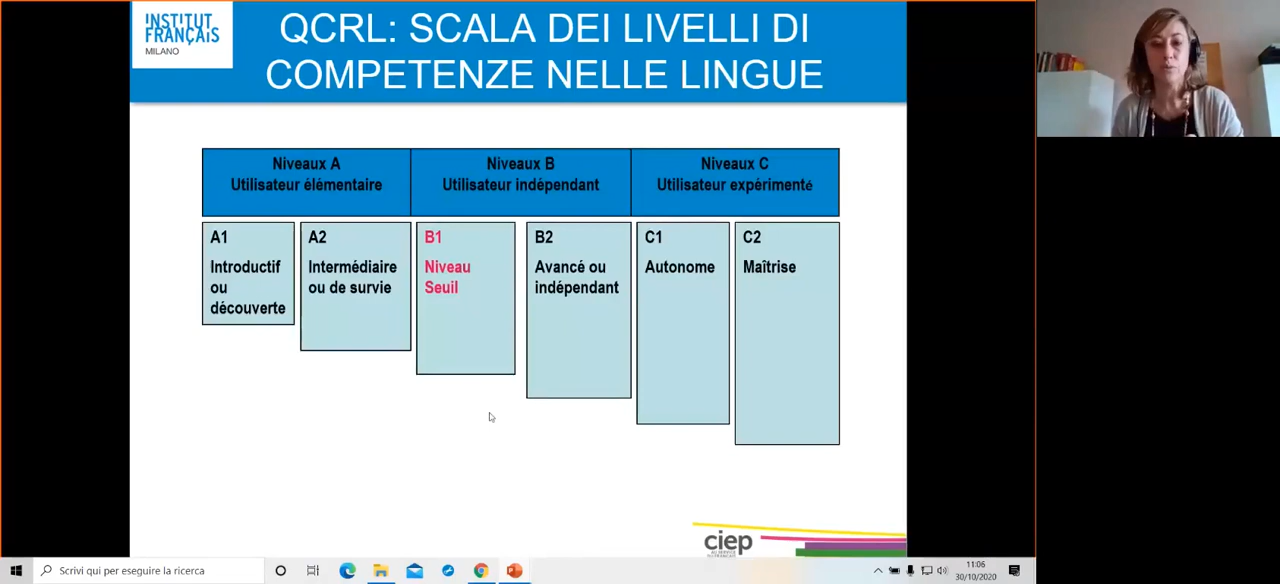 INSTITUT
FRANÇAIS
MILANO
QCRL: SCALA DEI LIVELLI DI
COMPETENZE NELLE LINGUE
Niveaux A
Utilisateur élémentaire
Niveaux B
Utilisateur indépendant
Niveaux C
Utilisateur expérimenté
A1
Introductif
ou
découverte
A2
Intermédiaire
ou de survie
B1
Niveau
Seuil
B2
Avancé ou
indépendant
C1
Autonome
C2
Maîtrise
ciep
Scrivi qui per eseguire la ricerca
11:06
30/10/2020